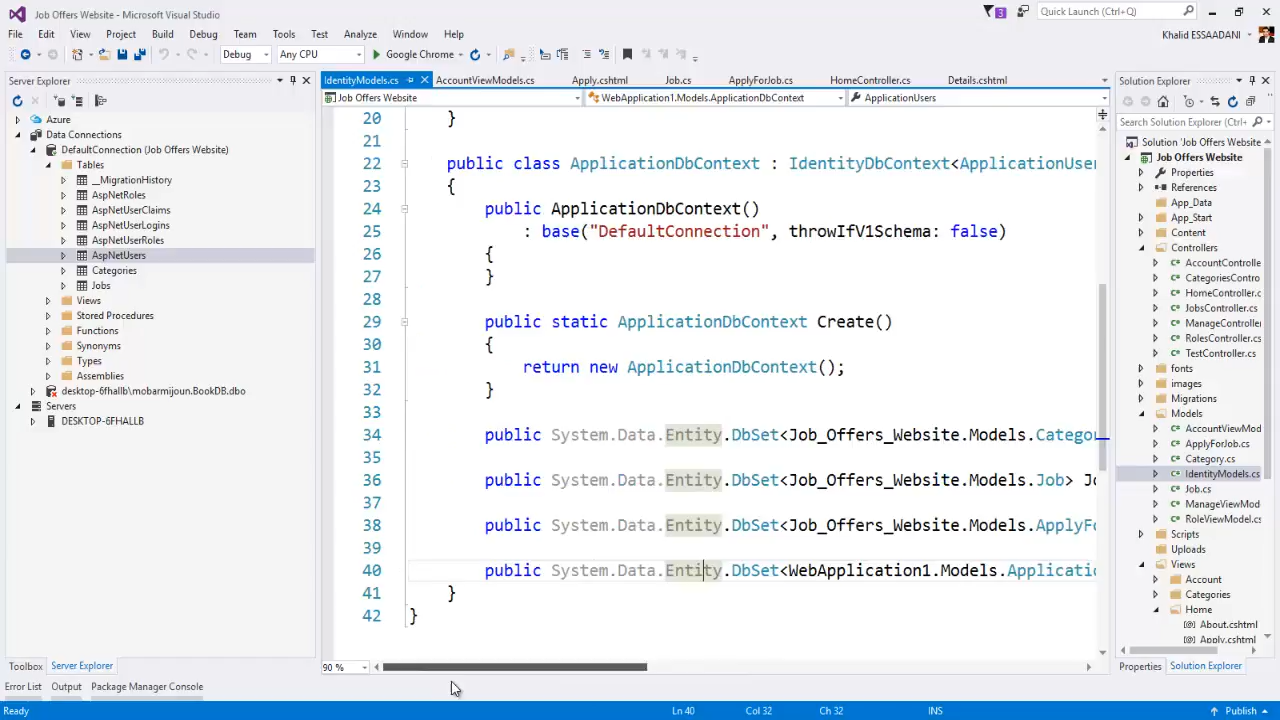 Job Offers Website - Microsoft Visual Studio
3
Quick Launch (Ctrl+Q)
File Edit View Project Build Debug Team Tools Test Analyze Window Help
Khalid ESSAADANI
Debug Any CPU Google Chrome
Server Explorer
Azure
Data Connections
DefaultConnection (Job Offers Website)
Tables
__MigrationHistory
AspNetRoles
AspNetUserClaims
AspNetUserLogins
AspNetUserRoles
AspNetUsers
Categories
Jobs
Views
Stored Procedures
Functions
Synonyms
Types
Assemblies
desktop-6fhallb\mobarmijoun.BookDB.dbo
Servers
DESKTOP-6FHALLB
Toolbox Server Explorer
IdentityModels.cs AccountViewModels.cs Apply.cshtml Job.cs ApplyForJob.cs HomeController.cs Details.cshtml
Job Offers Website WebApplication1.Models.ApplicationDbContext ApplicationUsers
20 }
21
22 public class ApplicationDbContext : IdentityDbContext<ApplicationUser
23 {
24 public ApplicationDbContext()
25 : base("DefaultConnection", throwIfV1Schema: false)
26 {
27 }
28
29 public static ApplicationDbContext Create()
30 {
31 return new ApplicationDbContext();
32 }
33
34 public System.Data.Entity.DbSet<Job_Offers_Website.Models.Categor
35
36 public System.Data.Entity.DbSet<Job_Offers_Website.Models.Job> Jo
37
38 public System.Data.Entity.DbSet<Job_Offers_Website.Models.ApplyFo
39
40 public System.Data.Entity.DbSet<WebApplication1.Models.Applicatio
41 }
42 }
90 %
Solution Explorer
Search Solution Explorer (Ctrl+
Solution 'Job Offers Website'
Job Offers Website
Properties
References
App_Data
App_Start
Content
Controllers
AccountControlle
CategoriesContro
HomeController.c
JobsController.cs
ManageController
RolesController.cs
TestController.cs
fonts
images
Migrations
Models
AccountViewMod
ApplyForJob.cs
Category.cs
IdentityModels.cs
Job.cs
ManageViewMod
RoleViewModel.cs
Scripts
Uploads
Views
Account
Categories
Home
About.cshtml
Apply.cshtml
Properties Solution Explorer
Error List Output Package Manager Console
Ready Ln 40 Col 32 Ch 32 INS Publish